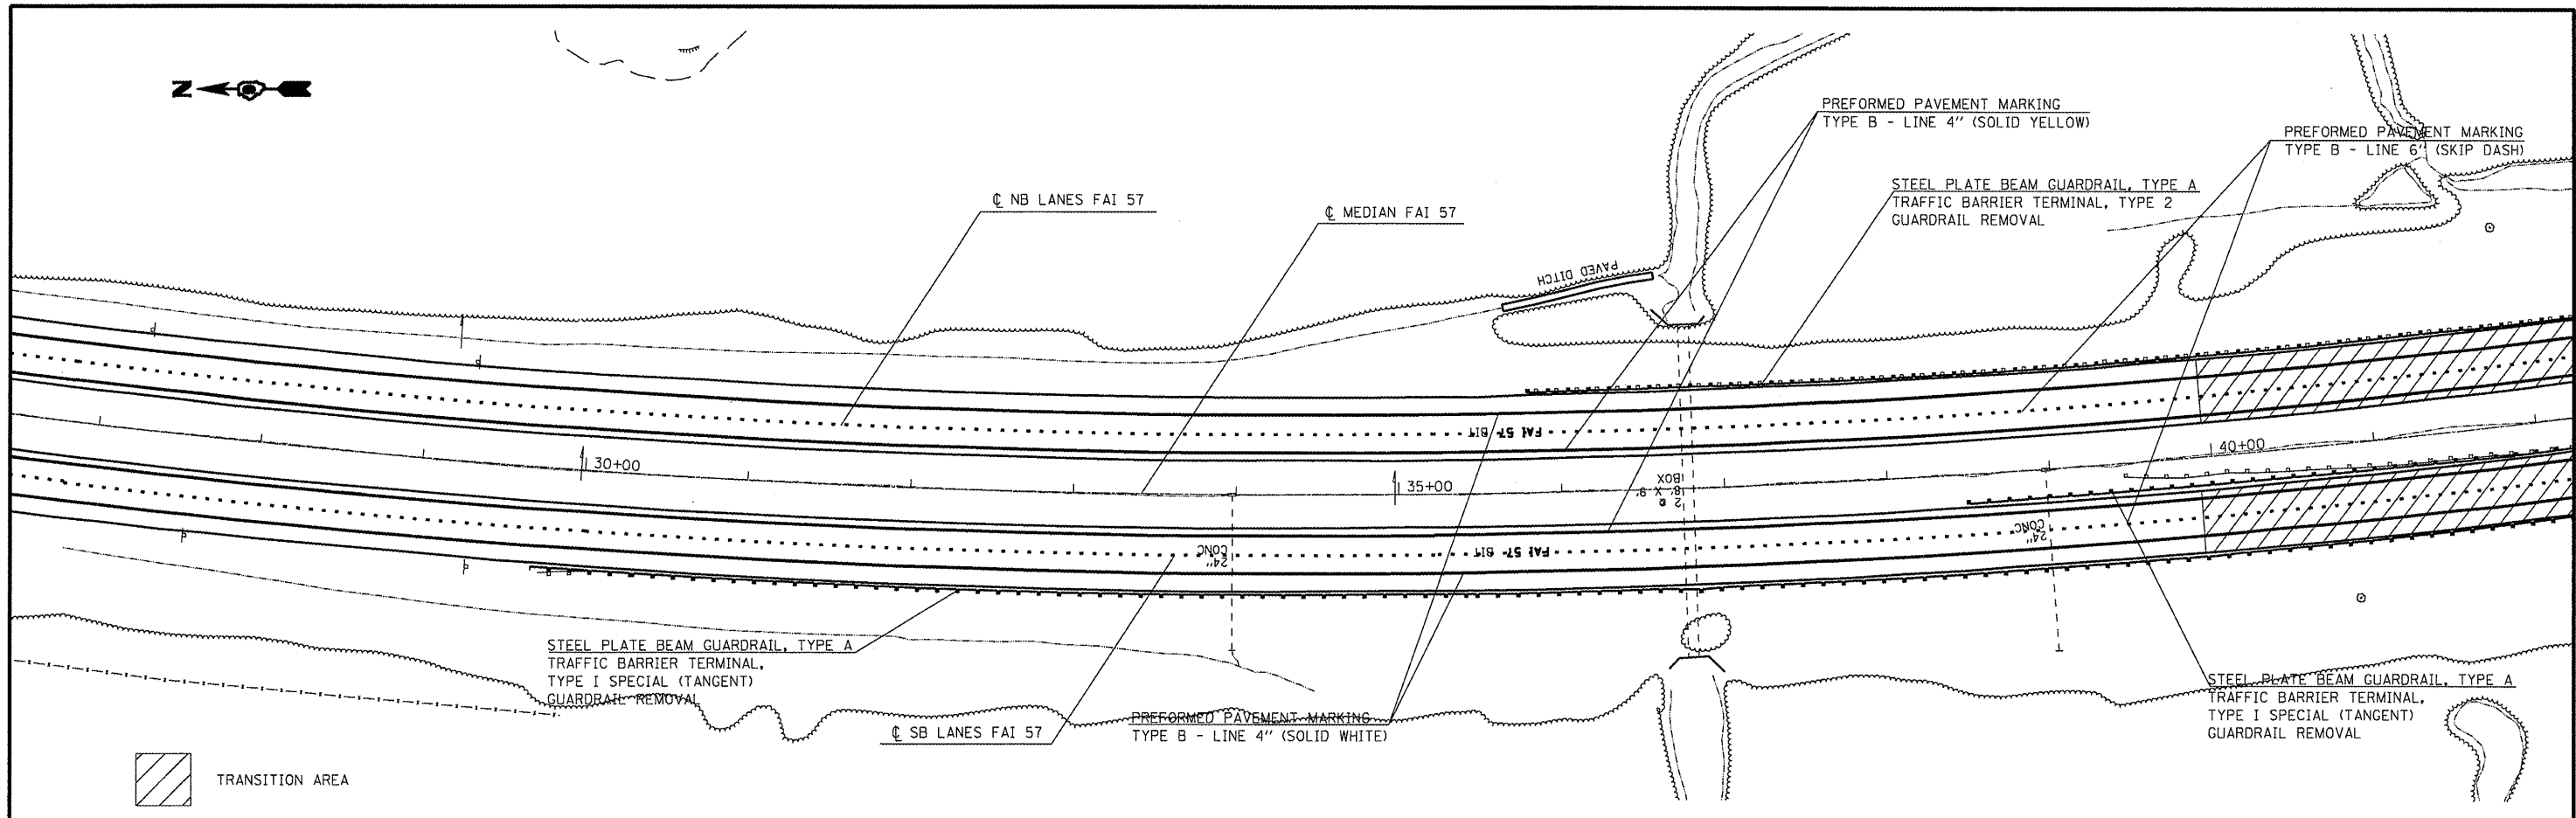 N
PREFORMED PAVEMENT MARKING
TYPE B - LINE 4" (SOLID YELLOW)
PREFORMED PAVEMENT MARKING
TYPE B - LINE 6" (SKIP DASH)
STEEL PLATE BEAM GUARDRAIL, TYPE A
TRAFFIC BARRIER TERMINAL, TYPE 2
GUARDRAIL REMOVAL
℄ NB LANES FAI 57
℄ MEDIAN FAI 57
PAVED DITCH
FAI 57- BIT
40+00
30+00
35+00
2 @
8' X 9'
BOX
24"
CONC
24"
CONC
FAI 57- BIT
STEEL PLATE BEAM GUARDRAIL, TYPE A
TRAFFIC BARRIER TERMINAL,
TYPE I SPECIAL (TANGENT)
GUARDRAIL REMOVAL
℄ SB LANES FAI 57
PREFORMED PAVEMENT MARKING
TYPE B - LINE 4" (SOLID WHITE)
STEEL PLATE BEAM GUARDRAIL, TYPE A
TRAFFIC BARRIER TERMINAL,
TYPE I SPECIAL (TANGENT)
GUARDRAIL REMOVAL
TRANSITION AREA